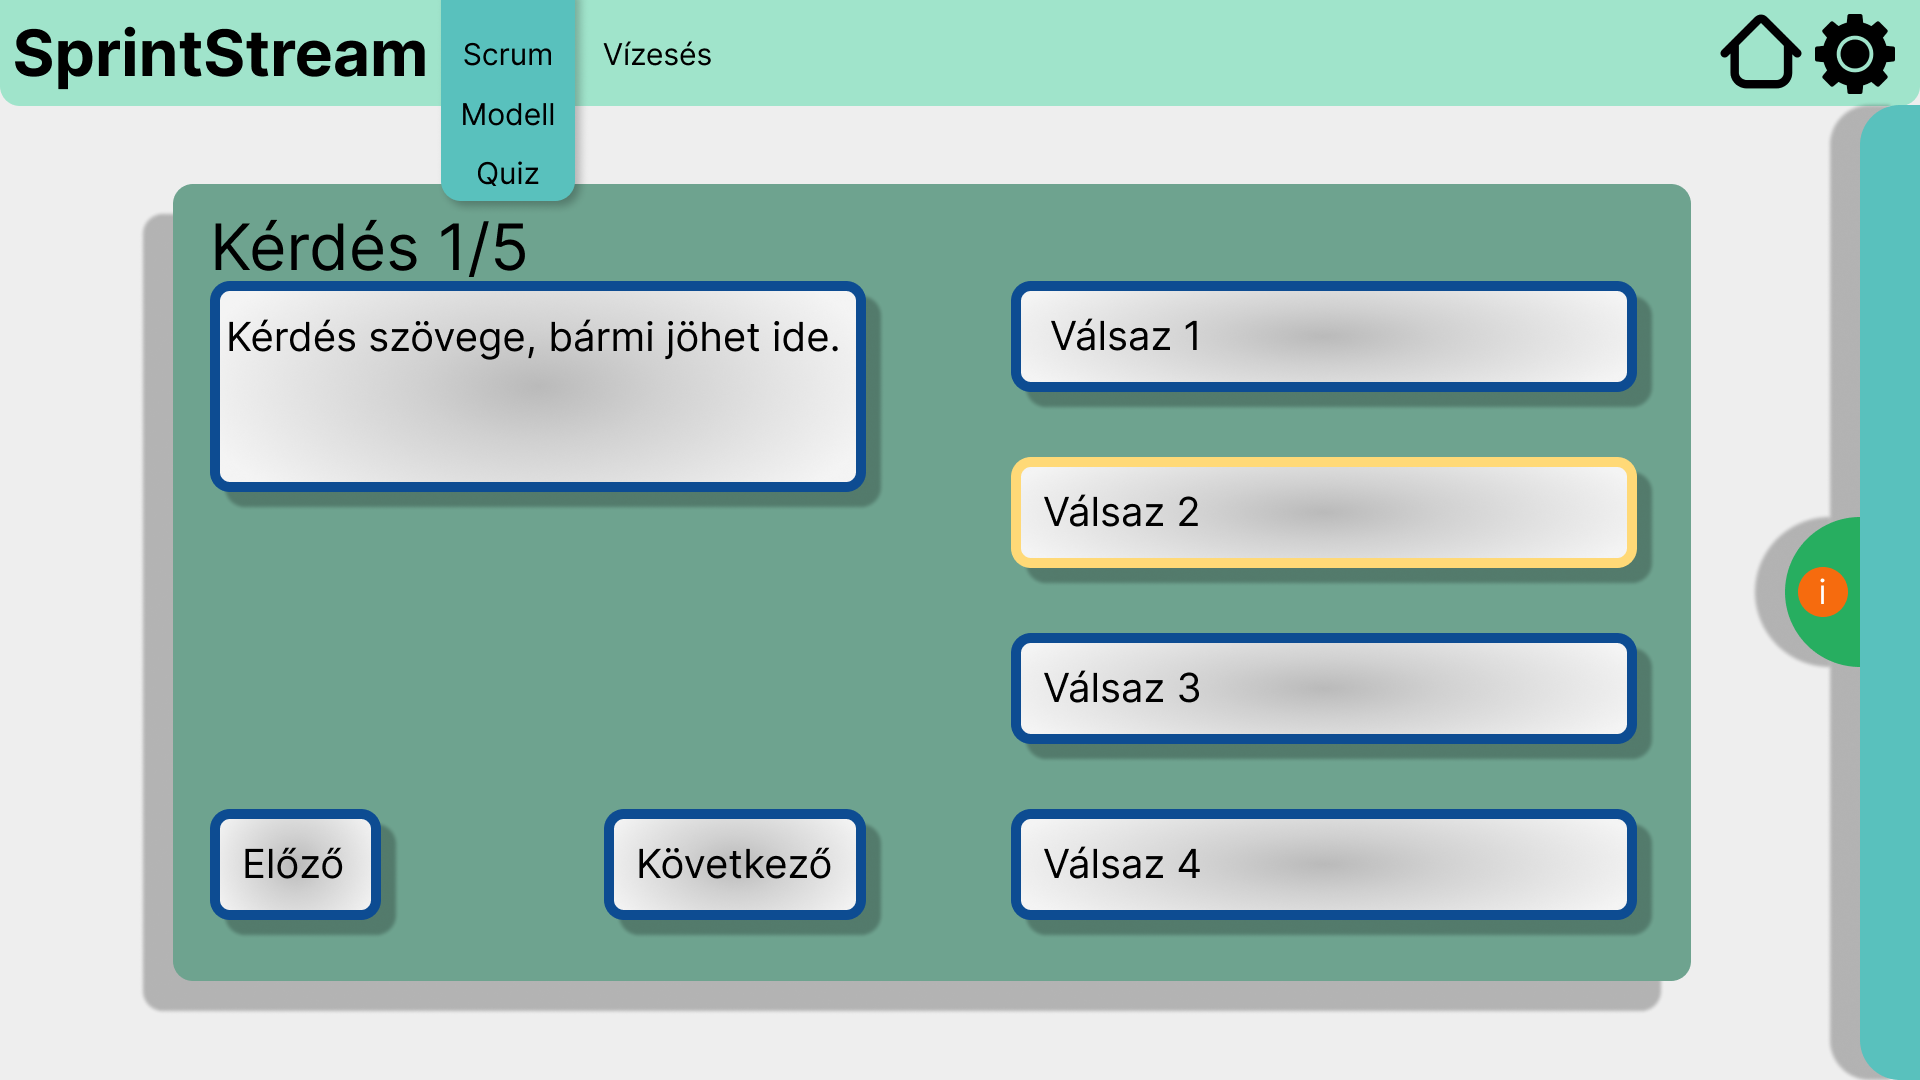 SprintStream
Scrum
Vízesés
Modell
Quiz
Kérdés 1/5
Kérdés szövege, bármi jöhet ide.
Válsaz 1
Válsaz 2
Válsaz 3
Válsaz 4
Előző
Következő
i